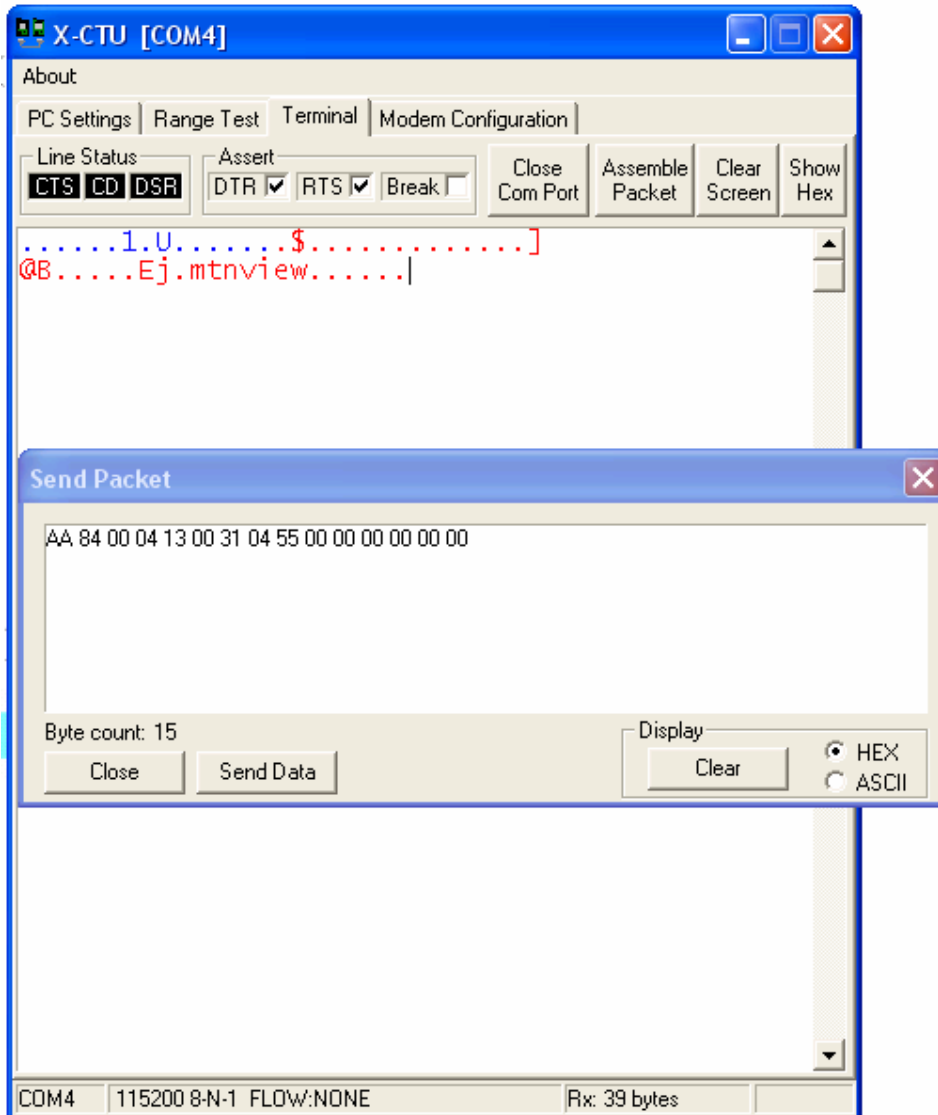 X-CTU [COM4]
About
PC Settings Range Test Terminal Modem Configuration
Line Status Assert
CTS CD DSR DTR RTS Break Close Com Port Assemble Packet Clear Screen Show Hex
......1.U.......$..............]
@B.....Ej.mtnview......
Send Packet
AA 84 00 04 13 00 31 04 55 00 00 00 00 00 00
Byte count: 15
Display
Close Send Data Clear HEX
ASCII
COM4 115200 8-N-1 FLOW:NONE Rx: 39 bytes